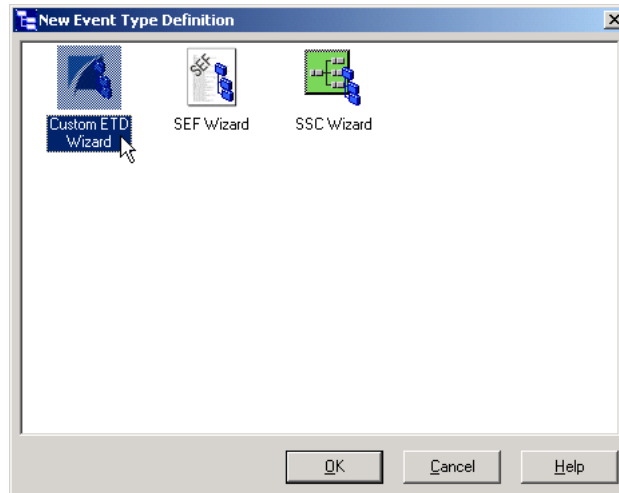 New Event Type Definition
SEF
Custom ETD
Wizard
SEF Wizard
SSC Wizard
OK
Cancel
Help